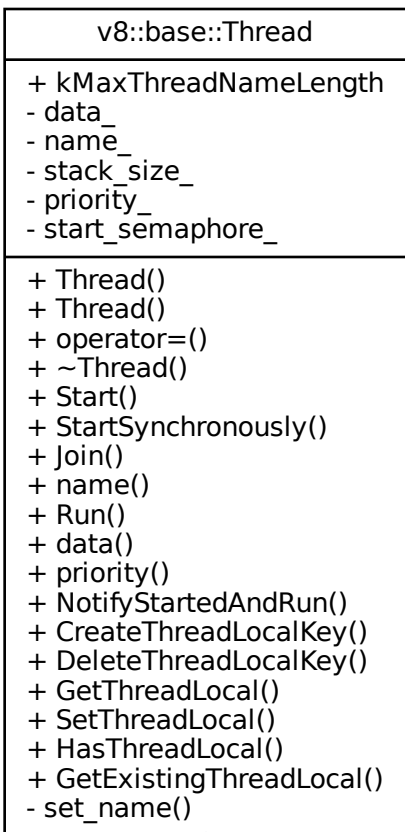 v8::base::Thread
+ kMaxThreadNameLength
- data_
- name_
- stack_size_
- priority_
- start_semaphore_
+ Thread()
+ Thread()
+ operator=()
+ ~Thread()
+ Start()
+ StartSynchronously()
+ Join()
+ name()
+ Run()
+ data()
+ priority()
+ NotifyStartedAndRun()
+ CreateThreadLocalKey()
+ DeleteThreadLocalKey()
+ GetThreadLocal()
+ SetThreadLocal()
+ HasThreadLocal()
+ GetExistingThreadLocal()
- set_name()